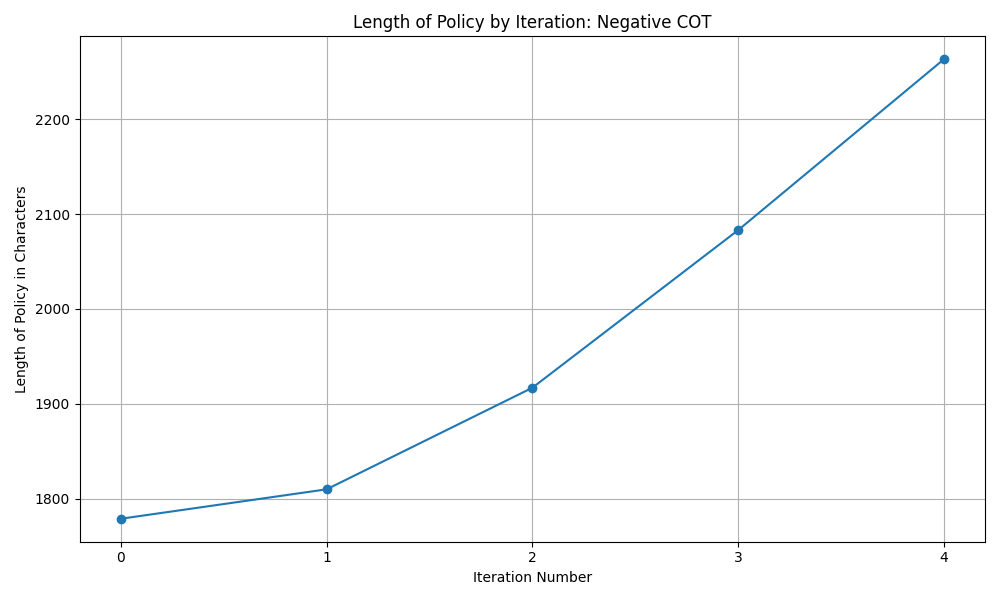 Length of Policy by Iteration: Negative COT
Length of Policy in Characters
2200
2100
2000
1900
1800
0 1 2 3 4
Iteration Number